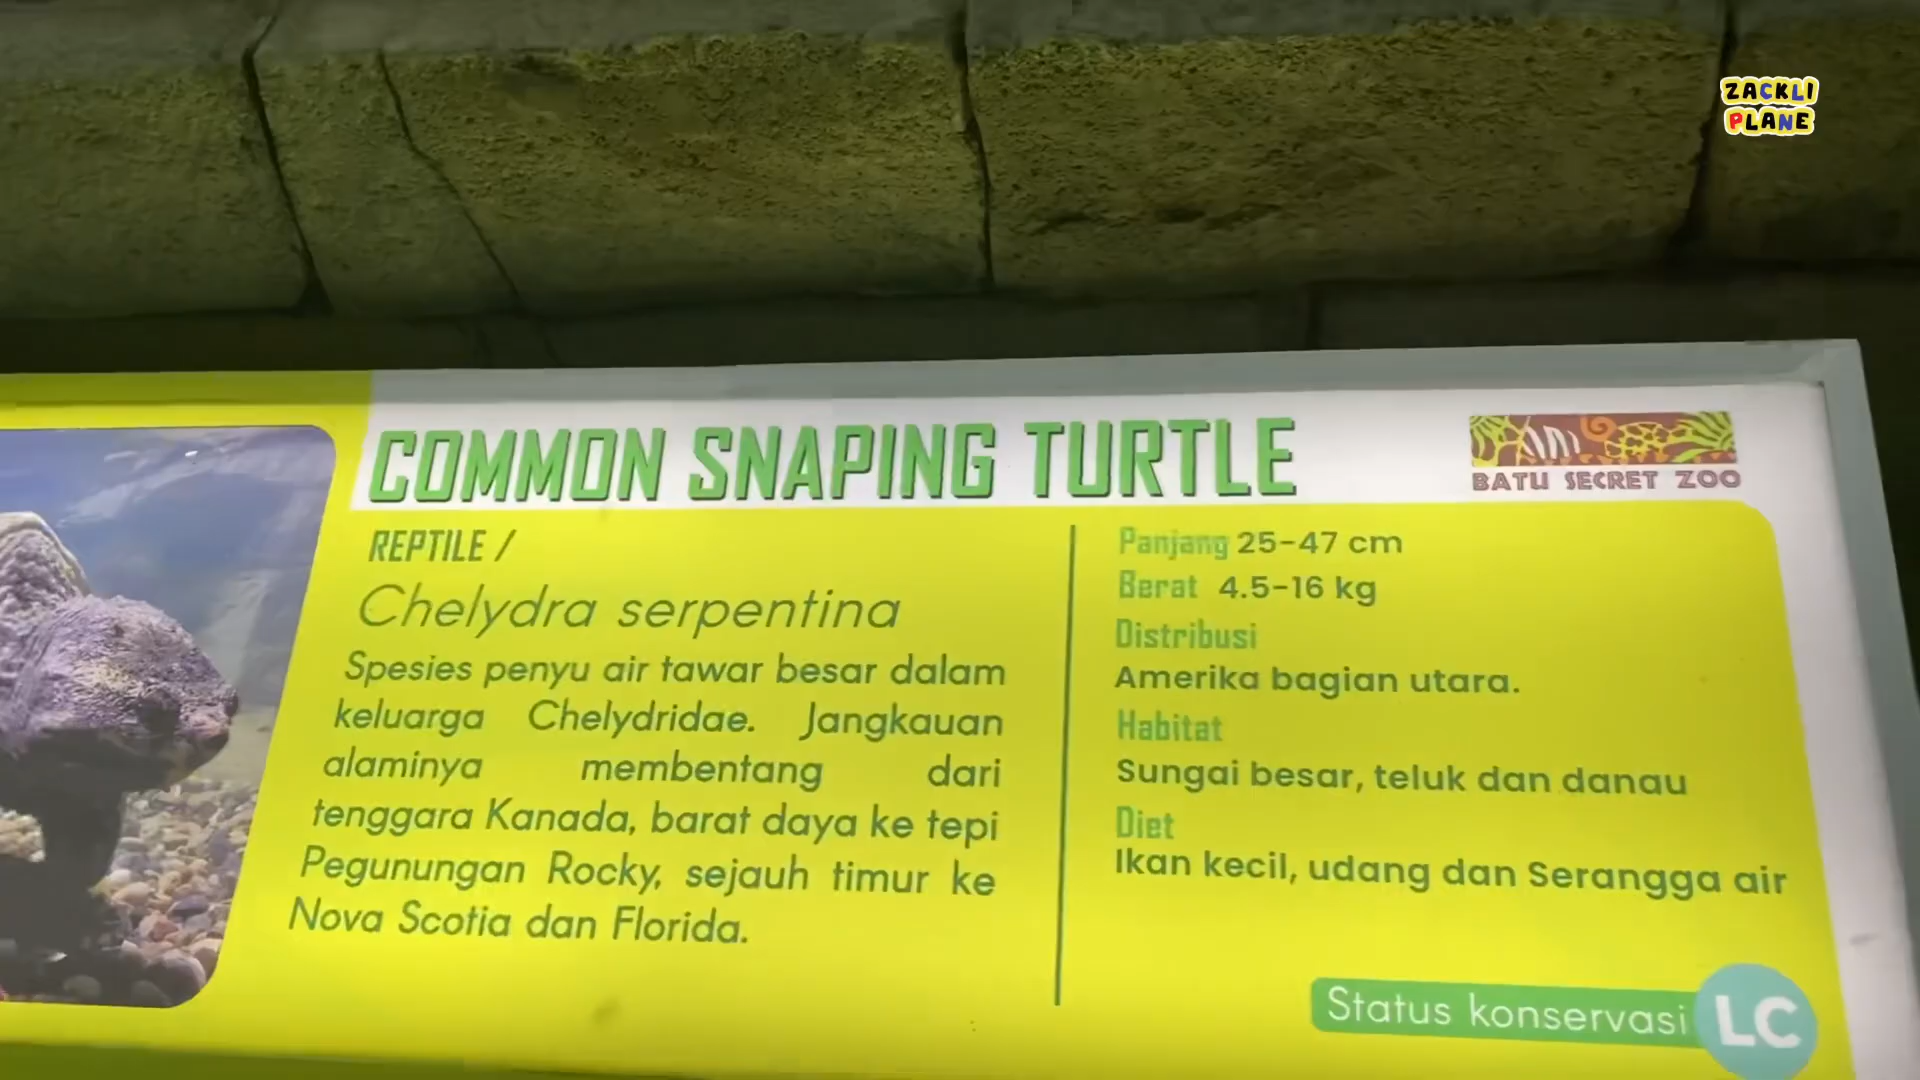 ZACKLI
PLANE
COMMON SNAPING TURTLE
BATU SECRET ZOO
REPTILE /
Chelydra serpentina
Spesies penyu air tawar besar dalam
keluarga Chelydridae. Jangkauan
alaminya membentang dari
tenggara Kanada, barat daya ke tepi
Pegunungan Rocky, sejauh timur ke
Nova Scotia dan Florida.
Panjang 25-47 cm
Berat 4.5-16 kg
Distribusi
Amerika bagian utara.
Habitat
Sungai besar, teluk dan danau
Diet
Ikan kecil, udang dan Serangga air
Status konservasi LC